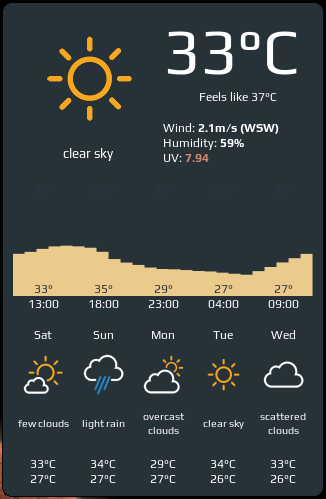 33°C
Feels like 37°C
Wind: 2.1m/s (WSW)
Humidity: 59%
UV: 7.94
clear sky
33° 35° 29° 27° 27°
13:00 18:00 23:00 04:00 09:00
Sat Sun Mon Tue Wed
few clouds light rain overcast clouds clear sky scattered clouds
33°C 34°C 29°C 34°C 33°C
27°C 27°C 27°C 26°C 26°C